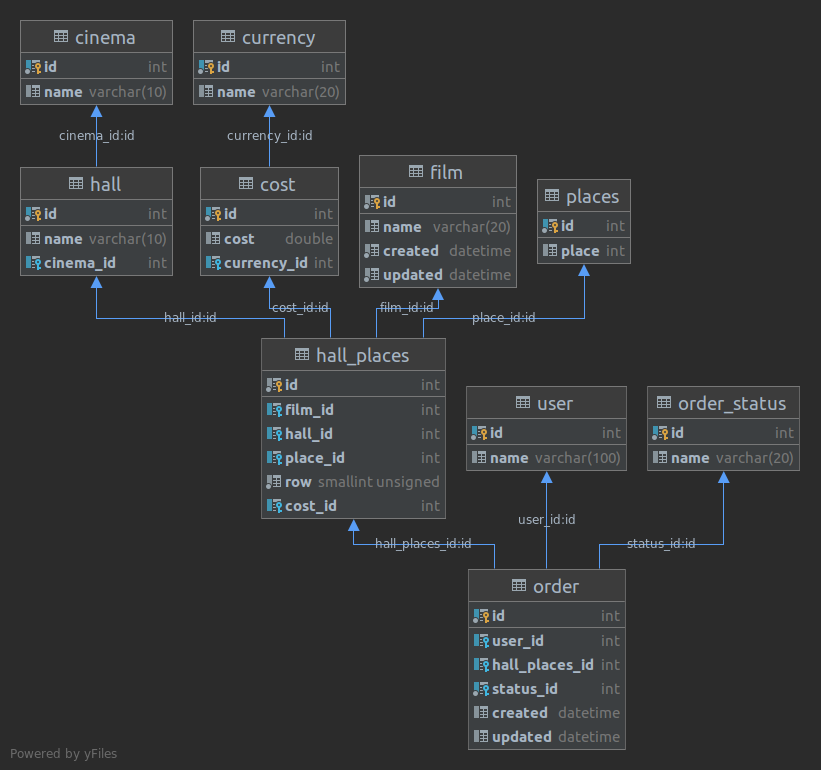 cinema
id int
name varchar(10)
currency
id int
name varchar(20)
cinema_id:id
currency_id:id
hall
id int
name varchar(10)
cinema_id int
cost
id int
cost double
currency_id int
film
id int
name varchar(20)
created datetime
updated datetime
places
id int
place int
hall_id:id
cost_id:id
film_id:id
place_id:id
hall_places
id int
film_id int
hall_id int
place_id int
row smallint unsigned
cost_id int
user
id int
name varchar(100)
order_status
id int
name varchar(20)
hall_places_id:id
user_id:id
status_id:id
order
id int
user_id int
hall_places_id int
status_id int
created datetime
updated datetime
Powered by yFiles